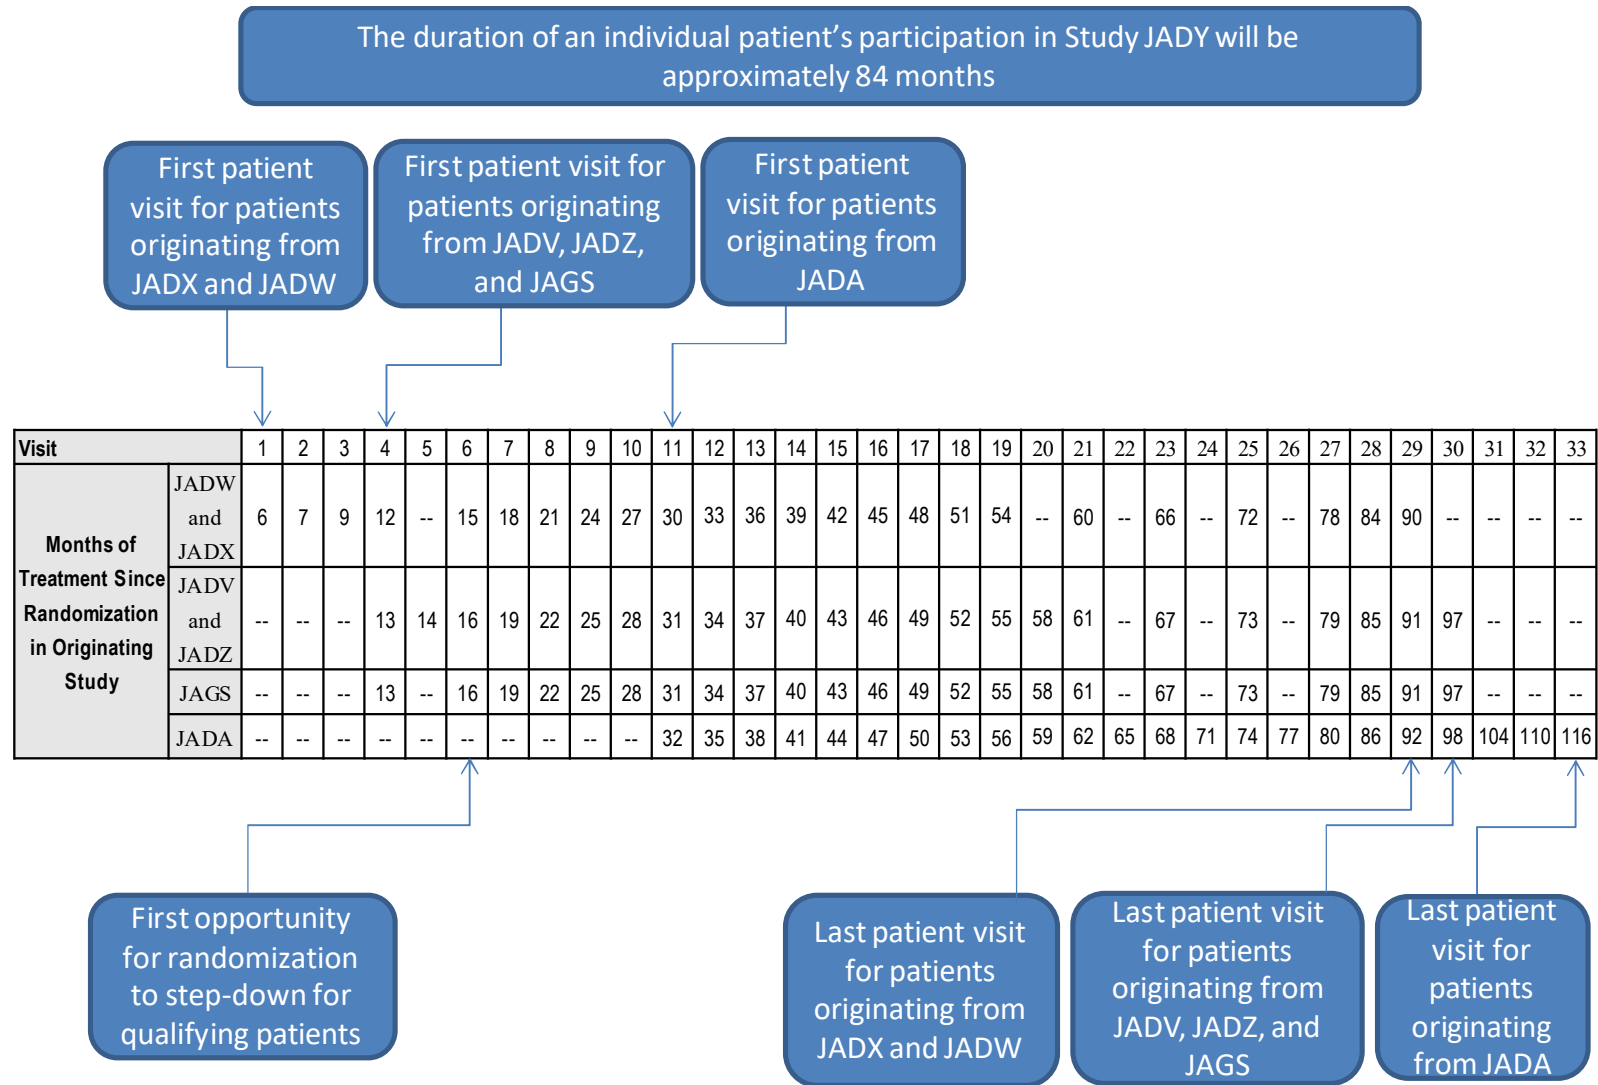 The duration of an individual patient's participation in Study JADY will be
approximately 84 months
First patient
visit for patients
originating from
JADX and JADW
First patient visit for
patients originating
from JADV, JADZ,
and JAGS
First patient
visit for patients
originating from
JADA
Visit 1 2 3 4 5 6 7 8 9 10 11 12 13 14 15 16 17 18 19 20 21 22 23 24 25 26 27 28 29 30 31 32 33
Months of
Treatment Since
Randomization
in Originating
Study
JADW
and
JADX
6 7 9 12 -- 15 18 21 24 27 30 33 36 39 42 45 48 51 54 -- 60 -- 66 -- 72 -- 78 84 90 -- -- -- --
JADV
and
JADZ
-- -- -- 13 14 16 19 22 25 28 31 34 37 40 43 46 49 52 55 58 61 -- 67 -- 73 -- 79 85 91 97 -- -- --
JAGS -- -- -- 13 -- 16 19 22 25 28 31 34 37 40 43 46 49 52 55 58 61 -- 67 -- 73 -- 79 85 91 97 -- -- --
JADA -- -- -- -- -- -- -- -- -- -- 32 35 38 41 44 47 50 53 56 59 62 65 68 71 74 77 80 86 92 98 104 110 116
First opportunity
for randomization
to step-down for
qualifying patients
Last patient visit
for patients
originating from
JADX and JADW
Last patient visit
for patients
originating from
JADV, JADZ, and
JAGS
Last patient
visit for
patients
originating
from JADA